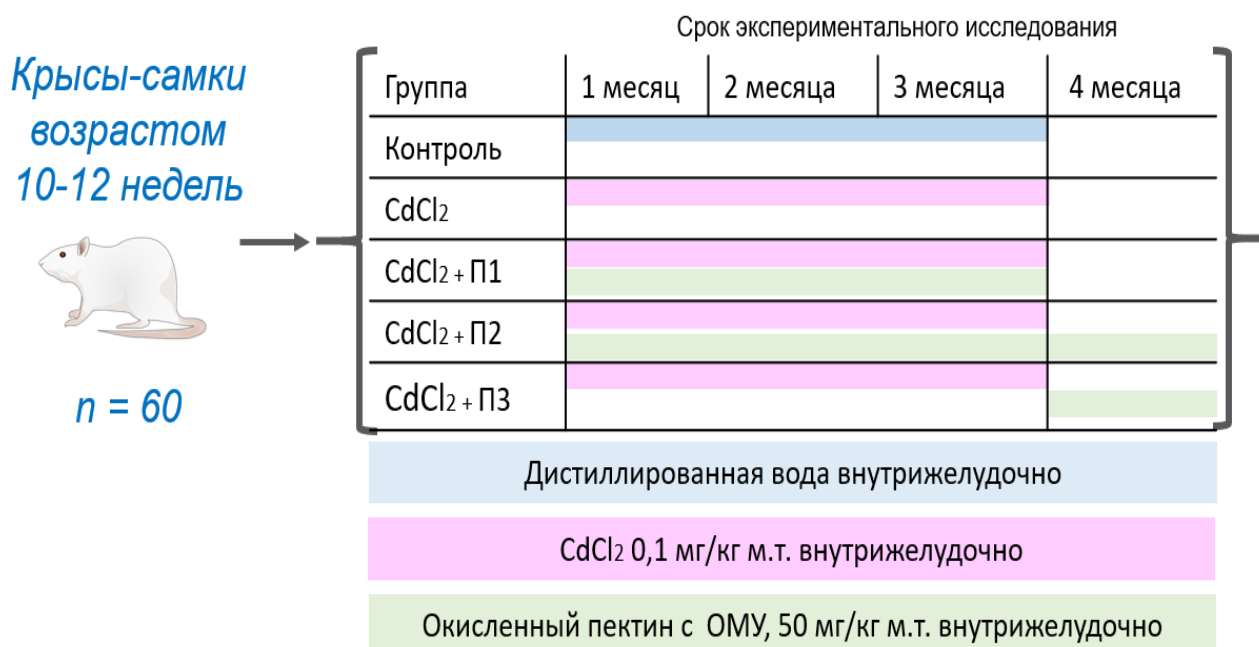 Срок экспериментального исследования
Крысы-самки
возрастом
10-12 недель
n = 60
Группа 1 месяц 2 месяца 3 месяца 4 месяца
Контроль
CdCl2
CdCl2 + П1
CdCl2 + П2
CdCl2 + П3
Дистиллированная вода внутрижелудочно
CdCl2 0,1 мг/кг м.т. внутрижелудочно
Окисленный пектин с ОМУ, 50 мг/кг м.т. внутрижелудочно